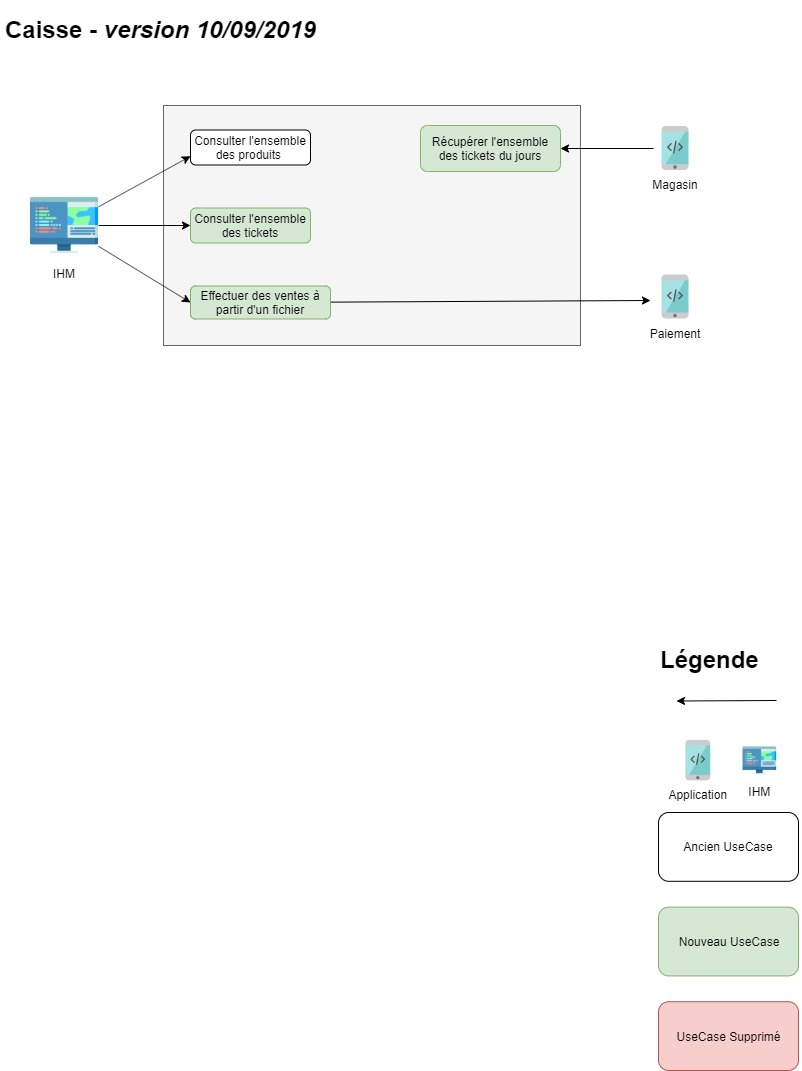 Caisse - version 10/09/2019
Consulter l'ensemble
des produits
Récupérer l'ensemble
des tickets du jours
Magasin
Consulter l'ensemble
des tickets
IHM
Effectuer des ventes à
partir d'un fichier
Paiement
Légende
Application
IHM
Ancien UseCase
Nouveau UseCase
UseCase Supprimé